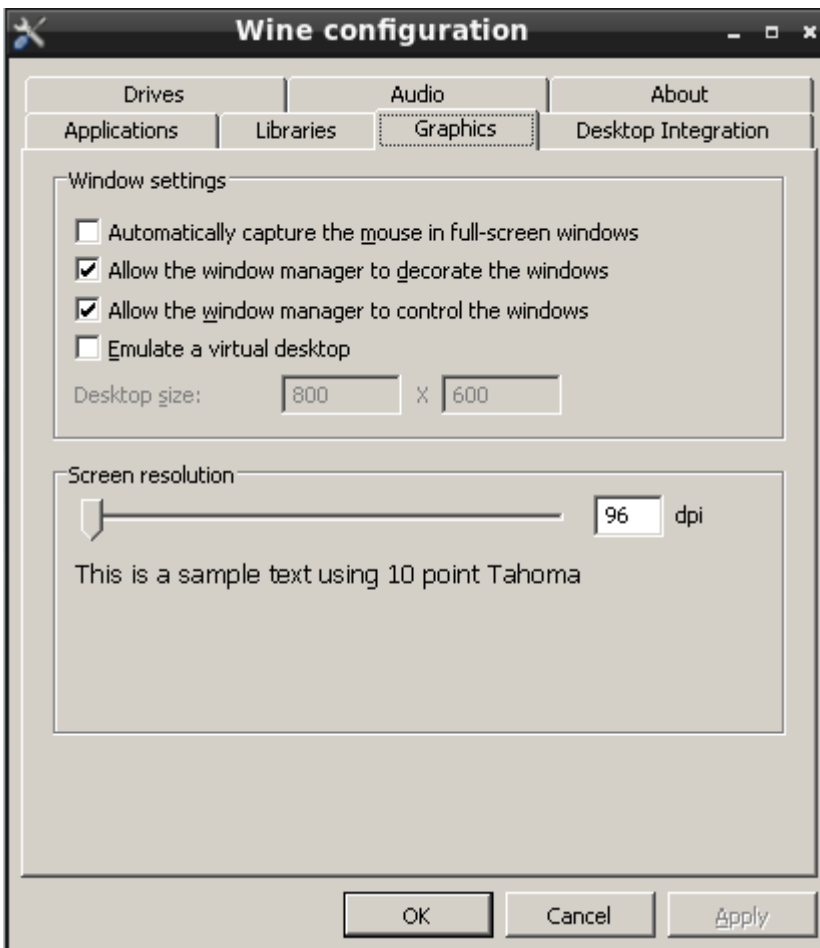 Wine configuration
Drives Audio About
Applications Libraries Graphics Desktop Integration
Window settings
Automatically capture the mouse in full-screen windows
Allow the window manager to decorate the windows
Allow the window manager to control the windows
Emulate a virtual desktop
Desktop size: 800 X 600
Screen resolution
96 dpi
This is a sample text using 10 point Tahoma
OK Cancel Apply